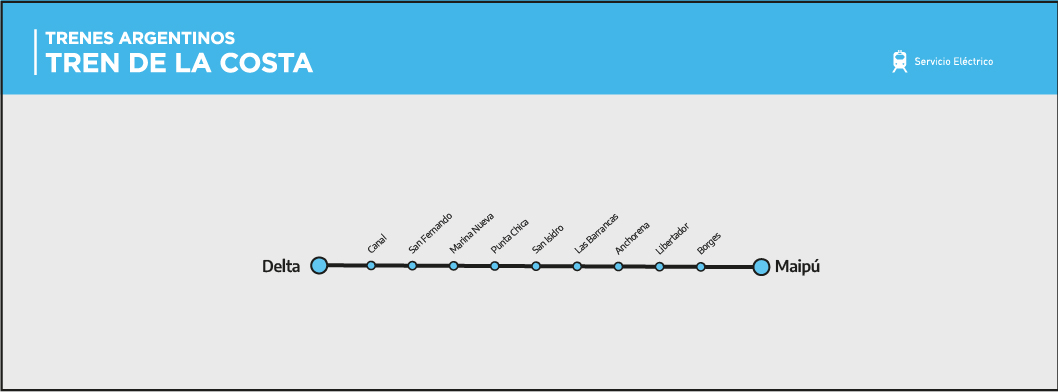 TRENES ARGENTINOS
TREN DE LA COSTA
Servicio Eléctrico
Delta
Canal
San Fernando
Marina Nueva
Punta Chica
San Isidro
Las Barrancas
Anchorena
Libertador
Borges
Maipú